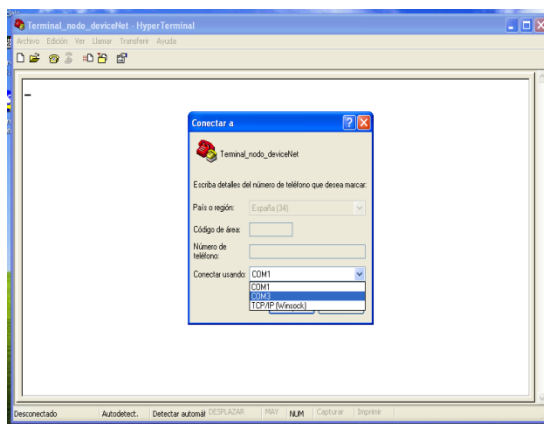 Terminal_nodo_deviceNet - HyperTerminal
Archivo Edición Ver Llamar Transferir Ayuda
Conectar a
Teminal_nodo_deviceNet
Escriba detalles del número de teléfono que desea marcar:
País o región: España (34)
Código de área:
Número de
teléfono:
Conectar usando: COM1
COM1
COM3
TCP/IP (Winsock)
Desconectado Autodetect. Detectar automát DESPLAZAR MAY NUM Capturar Imprimir